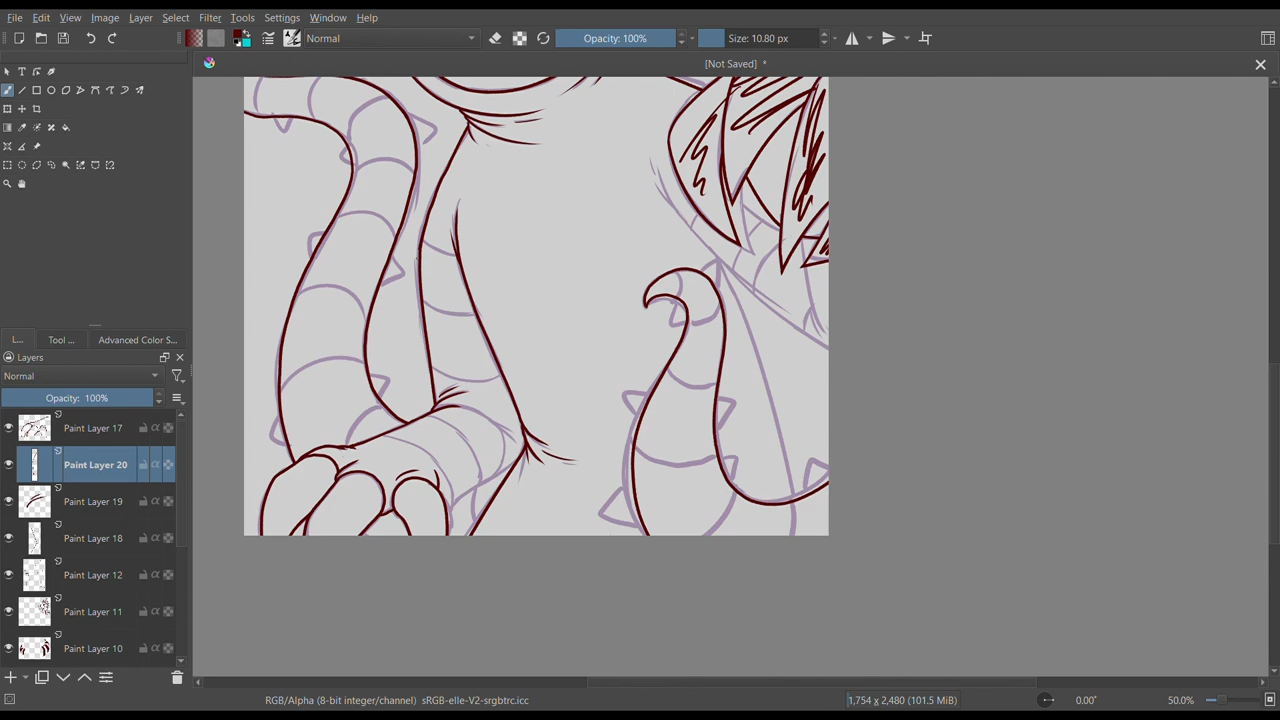 File Edit View Image Layer Select Filter Tools Settings Window Help
Normal Opacity: 100% Size: 10.80 px
[Not Saved] *
L... Tool ... Advanced Color S...
Layers
Normal
Opacity: 100%
Paint Layer 17
Paint Layer 20
Paint Layer 19
Paint Layer 18
Paint Layer 12
Paint Layer 11
Paint Layer 10
RGB/Alpha (8-bit integer/channel) sRGB-elle-V2-srgbtrc.icc 1,754 x 2,480 (101.5 MiB) 0.00° 50.0%